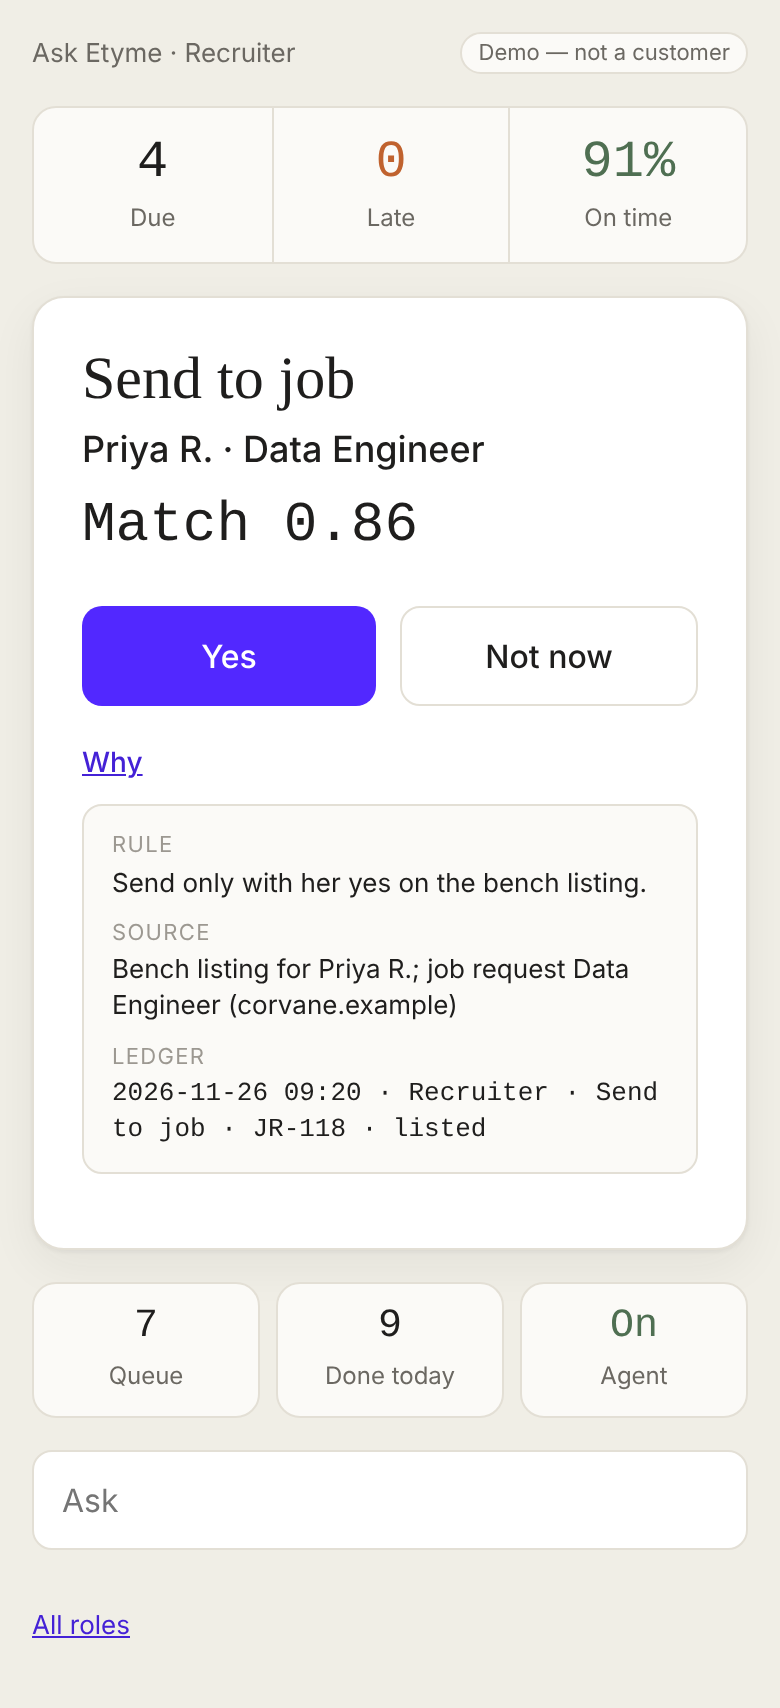 Ask Etyme · Recruiter
Demo — not a customer
4
Due
0
Late
91%
On time
Send to job
Priya R. · Data Engineer
Match 0.86
Yes
Not now
Why
RULE
Send only with her yes on the bench listing.
SOURCE
Bench listing for Priya R.; job request Data
Engineer (corvane.example)
LEDGER
2026-11-26 09:20 · Recruiter · Send
to job · JR-118 · listed
7
Queue
9
Done today
On
Agent
Ask
All roles